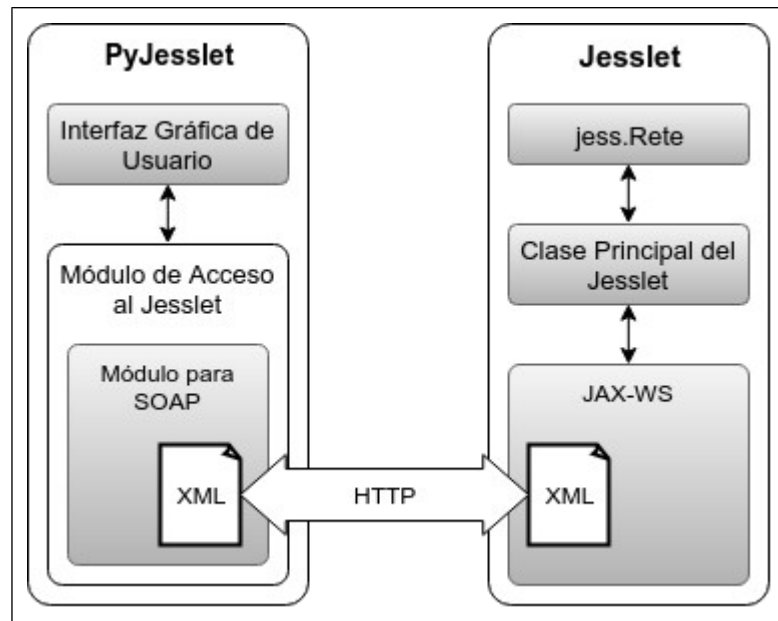 PyJesslet
Interfaz Gráfica de
Usuario
Módulo de Acceso
al Jesslet
Módulo para
SOAP
XML
HTTP
Jesslet
jess.Rete
Clase Principal del
Jesslet
JAX-WS
XML